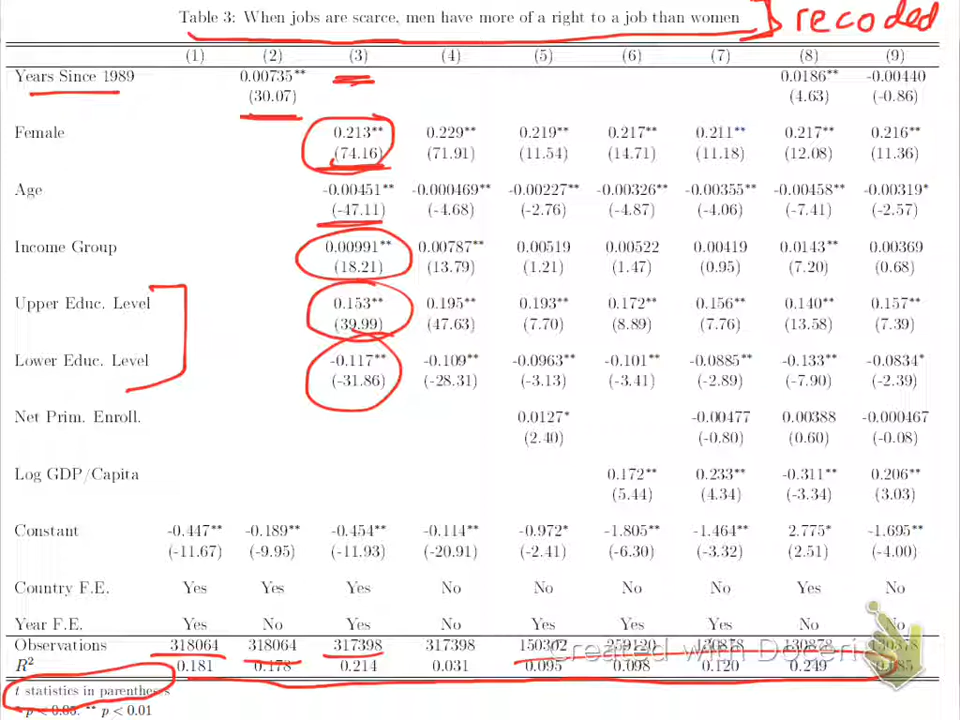 Table 3: When jobs are scarce, men have more of a right to a job than women recoded
(1) (2) (3) (4) (5) (6) (7) (8) (9)
Years Since 1989 0.00735** 0.0186** -0.00440
(30.07) (4.63) (-0.86)
Female 0.213** 0.229** 0.219** 0.217** 0.211** 0.217** 0.216**
(74.16) (71.91) (11.54) (14.71) (11.18) (12.08) (11.36)
Age -0.00451** -0.000469** -0.00227** -0.00326** -0.00355** -0.00458** -0.00319*
(-47.11) (-4.68) (-2.76) (-4.87) (-4.06) (-7.41) (-2.57)
Income Group 0.00991** 0.00787** 0.00519 0.00522 0.00419 0.0143** 0.00369
(18.21) (13.79) (1.21) (1.47) (0.95) (7.20) (0.68)
Upper Educ. Level 0.153** 0.195** 0.193** 0.172** 0.156** 0.140** 0.157**
(39.99) (47.63) (7.70) (8.89) (7.76) (13.58) (7.39)
Lower Educ. Level -0.117** -0.109** -0.0963** -0.101** -0.0885** -0.133** -0.0834*
(-31.86) (-28.31) (-3.13) (-3.41) (-2.89) (-7.90) (-2.39)
Net Prim. Enroll. 0.0127* -0.00477 0.00388 -0.000467
(2.40) (-0.80) (0.60) (-0.08)
Log GDP/Capita 0.172** 0.233** -0.311** 0.206**
(5.44) (4.34) (-3.34) (3.03)
Constant -0.447** -0.189** -0.454** -0.114** -0.972* -1.805** -1.464** 2.775* -1.695**
(-11.67) (-9.95) (-11.93) (-20.91) (-2.41) (-6.30) (-3.32) (2.51) (-4.00)
Country F.E. Yes Yes Yes No No No No Yes No
Year F.E. Yes No Yes No Yes Yes Yes No No
Observations 318064 318064 317398 317398 150302 259120 130878 130878 130878
R² 0.181 0.178 0.214 0.031 0.095 0.098 0.120 0.249
t statistics in parentheses
* p < 0.05, ** p < 0.01